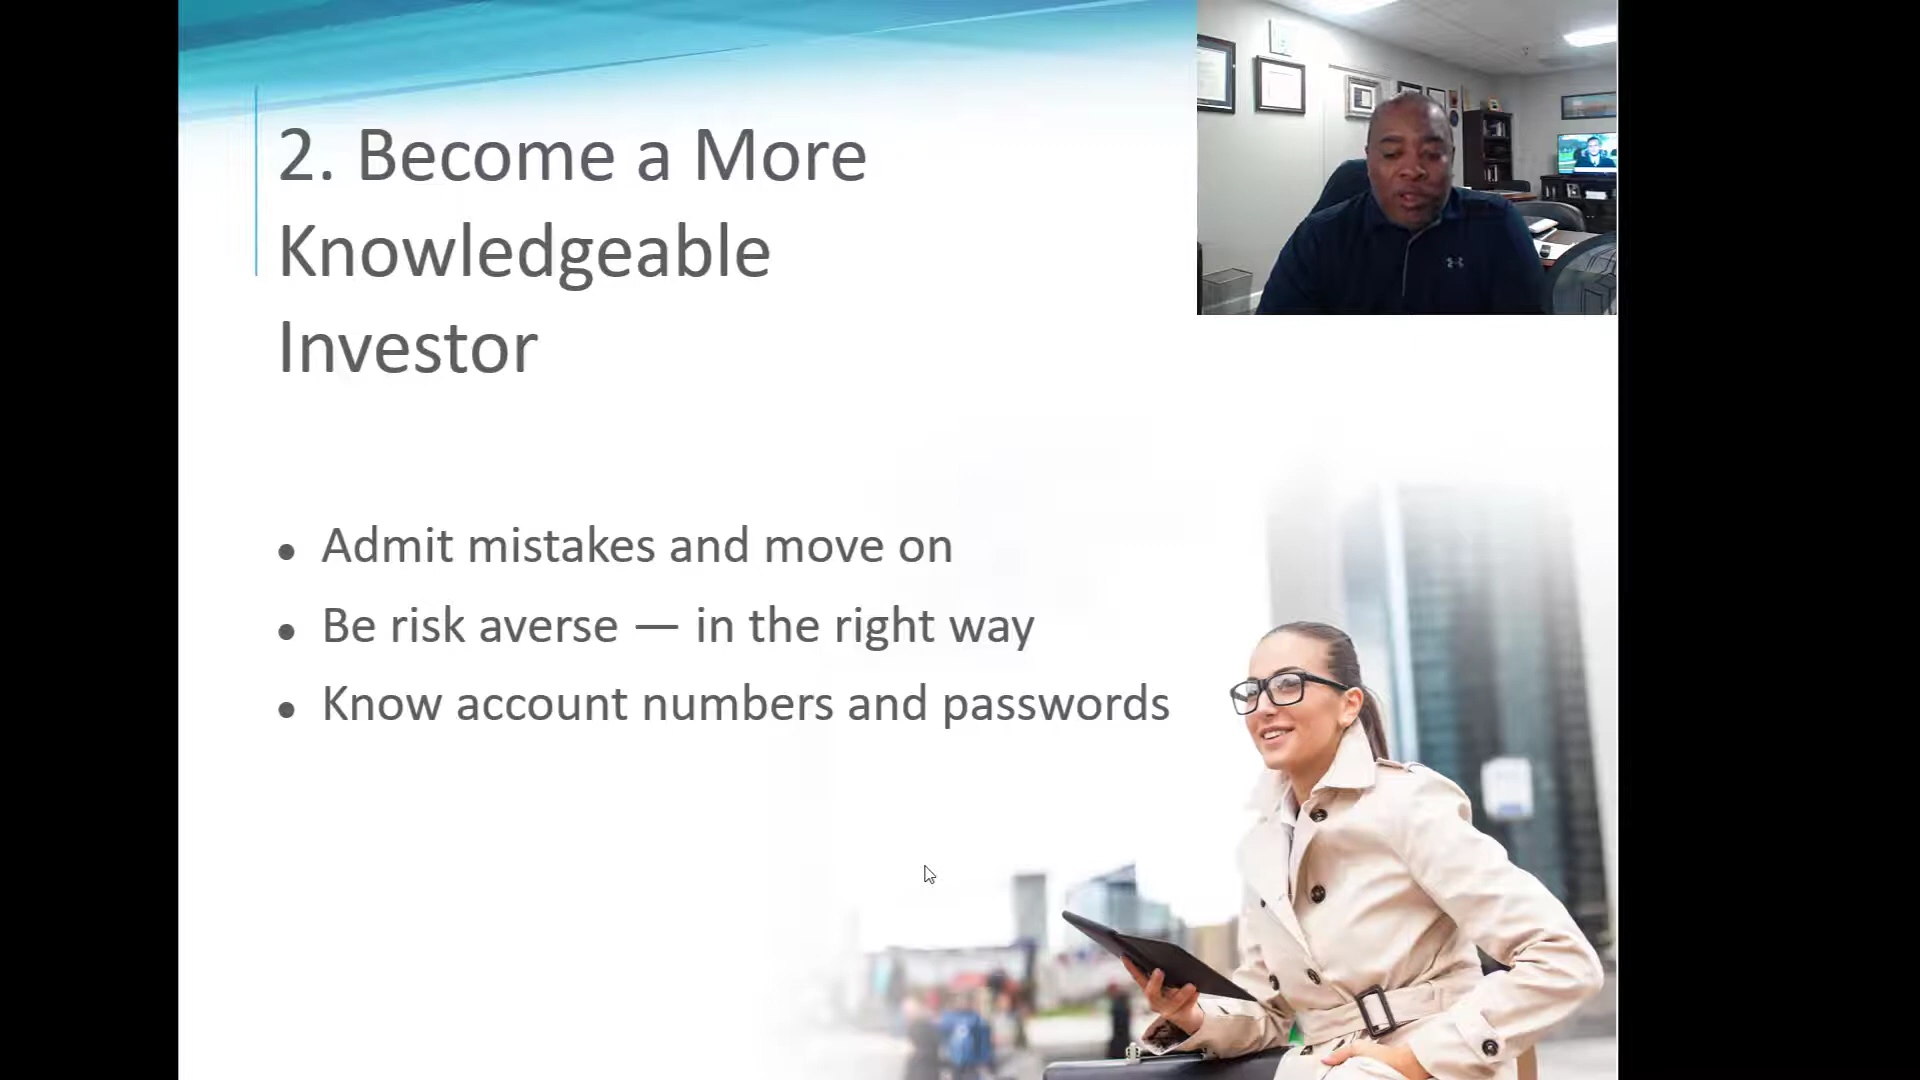 2. Become a More
Knowledgeable
Investor
• Admit mistakes and move on
• Be risk averse — in the right way
• Know account numbers and passwords